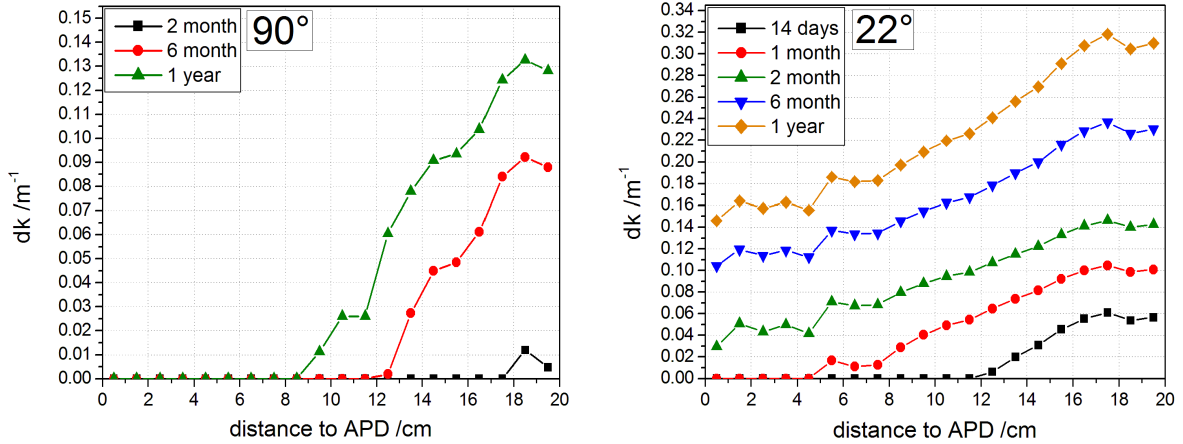 2 month
6 month
1 year
90°
0.15
0.14
0.13
0.12
0.11
0.10
0.09
0.08
0.07
0.06
0.05
0.04
0.03
0.02
0.01
0.00
dk /m⁻¹
0 2 4 6 8 10 12 14 16 18 20
distance to APD /cm
14 days
1 month
2 month
6 month
1 year
22°
0.34
0.32
0.28
0.26
0.24
0.22
0.20
0.18
0.16
0.14
0.12
0.10
0.08
0.06
0.04
0.02
0.00
dk /m⁻¹
0 2 4 6 8 10 12 14 16 18 20
distance to APD /cm